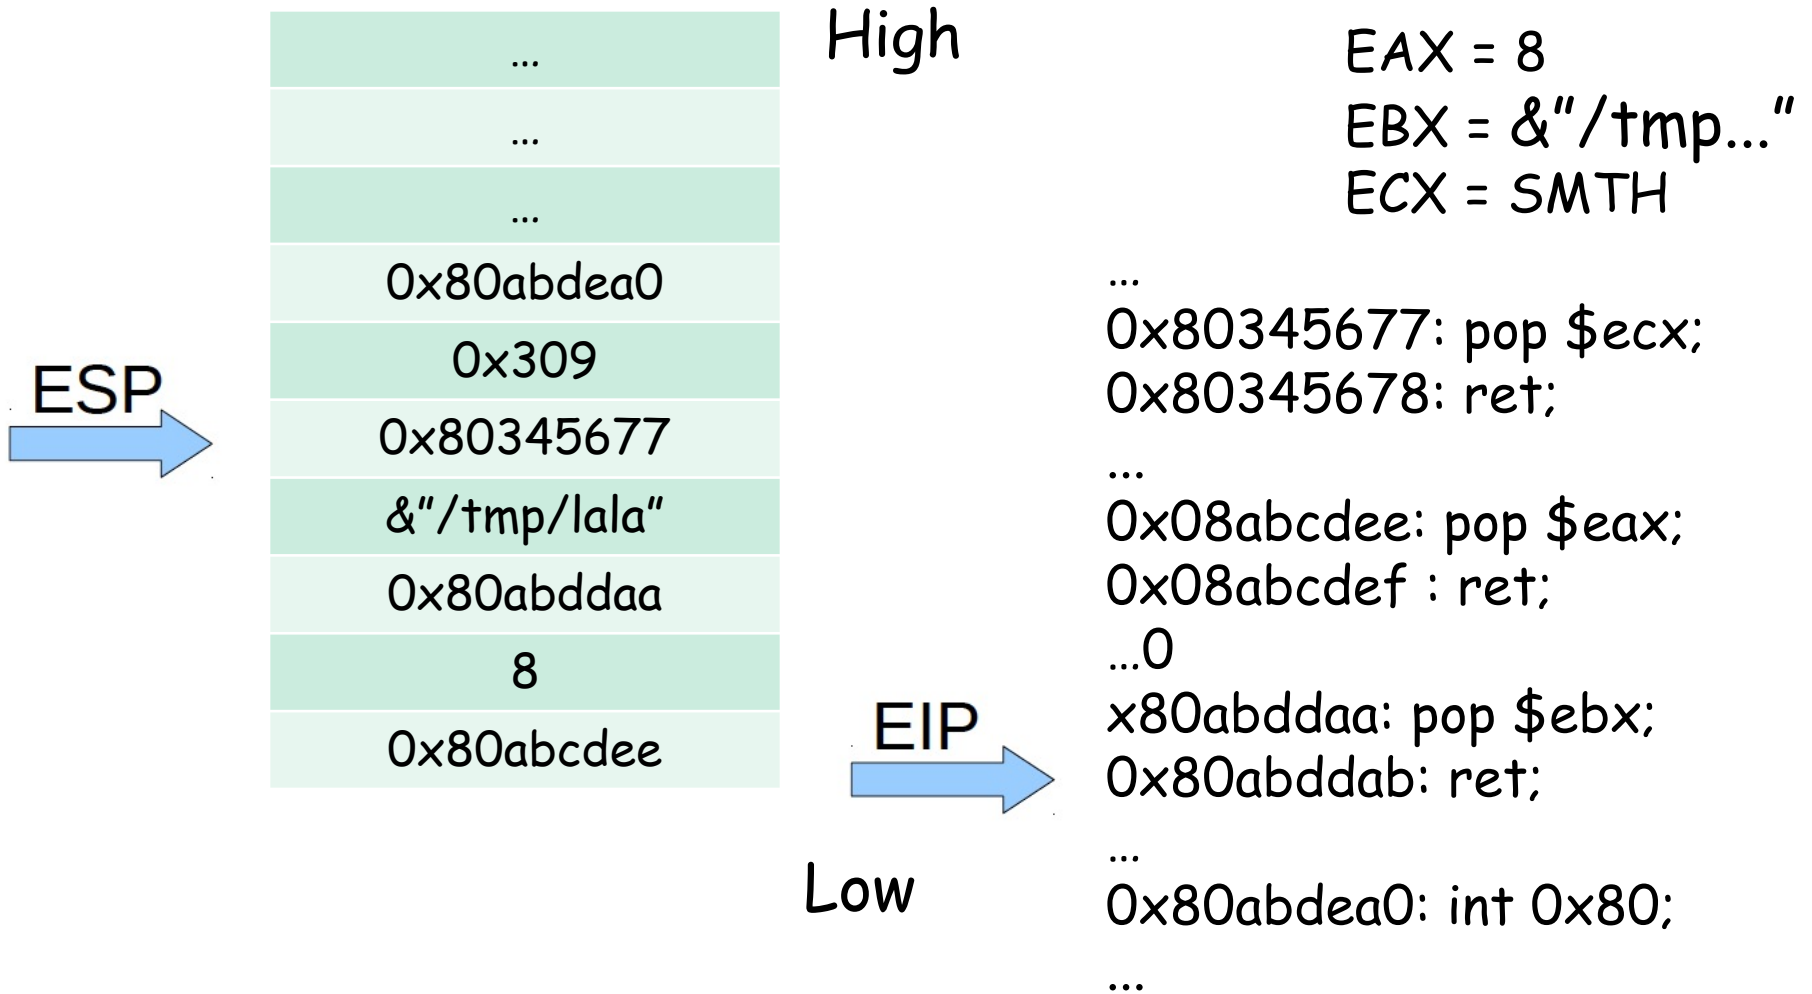 ...
...
...
0x80abdea0
0x309
0x80345677
&"/tmp/lala"
0x80abddaa
8
0x80abcdee
High
Low
ESP
EIP
EAX = 8
EBX = &"/tmp..."
ECX = SMTH
...
0x80345677: pop $ecx;
0x80345678: ret;
...
0x08abcdee: pop $eax;
0x08abcdef : ret;
...0
x80abddaa: pop $ebx;
0x80abddab: ret;
...
0x80abdea0: int 0x80;
...